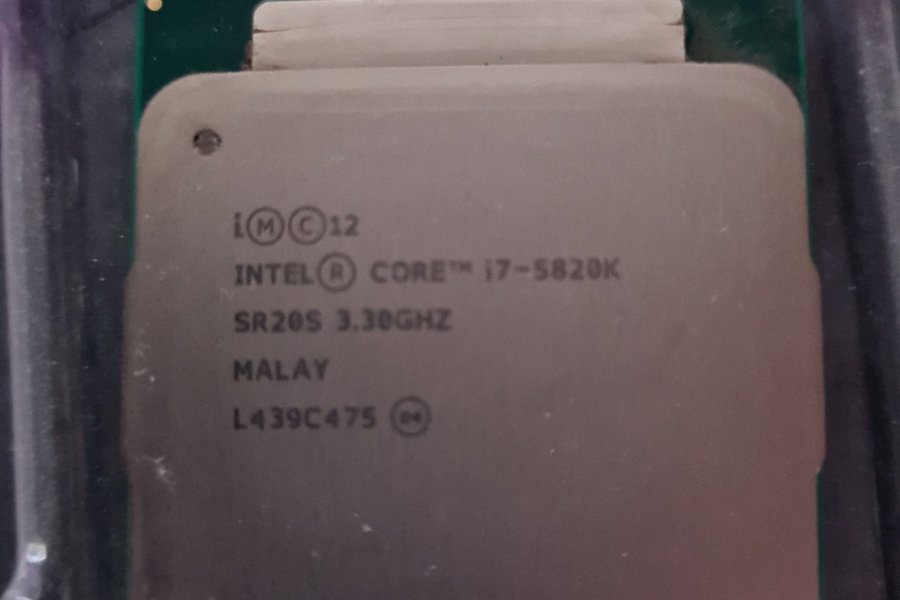 i Ⓜ Ⓒ 12
INTEL® CORE™ i7-5820K
SR20S 3.30GHZ
MALAY
L439C475 e4